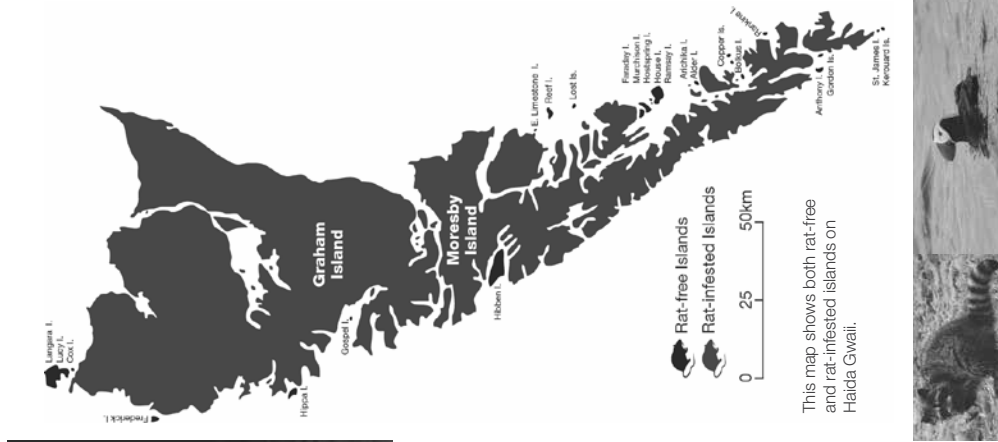 Langara I.
Lucy I.
Cox I.
Frederick I.
Hippa I.
Graham
Island
Gospel I.
Moresby
Island
Hibben I.
E. Limestone I.
Reef I.
Lost Is.
Faraday I.
Murchison I.
Hostspring I.
House I.
Ramsay I.
Arichika I.
Alder I.
Copper Is.
Bolkus I.
Rankine I.
Anthony I.
Gordon Is.
St. James I.
Kerouard Is.
Rat-free Islands
Rat-infested Islands
0 25 50km
This map shows both rat-free
and rat-infested islands on
Haida Gwaii.